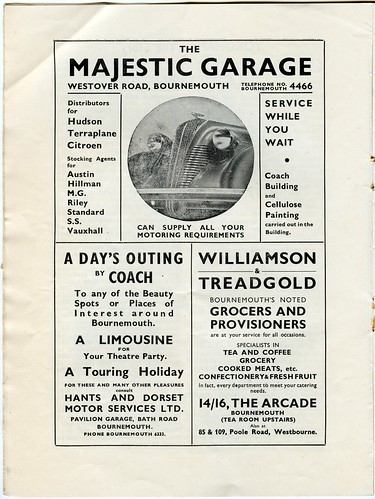 THE
MAJESTIC GARAGE
WESTOVER ROAD, BOURNEMOUTH
TELEPHONE NO.
BOURNEMOUTH 4466
Distributors
for
Hudson
Terraplane
Citroen
Stocking Agents
for
Austin
Hillman
M.G.
Riley
Standard
S.S.
Vauxhall
SERVICE
WHILE
YOU
WAIT
•
Coach
Building
and
Cellulose
Painting
carried out in the
Building.
CAN SUPPLY ALL YOUR
MOTORING REQUIREMENTS
A DAY'S OUTING
BY COACH
To any of the Beauty
Spots or Places of
Interest around
Bournemouth.
A LIMOUSINE
FOR
Your Theatre Party.
A Touring Holiday
FOR THESE AND MANY OTHER PLEASURES
consult
HANTS AND DORSET
MOTOR SERVICES LTD.
PAVILION GARAGE, BATH ROAD
BOURNEMOUTH.
PHONE BOURNEMOUTH 6333.
WILLIAMSON
&
TREADGOLD
BOURNEMOUTH'S NOTED
GROCERS AND
PROVISIONERS
are at your service for all occasions.
SPECIALISTS IN
TEA AND COFFEE
GROCERY
COOKED MEATS, etc.
CONFECTIONERY & FRESH FRUIT
In fact, every department to meet your catering
needs.
14/16, THE ARCADE
BOURNEMOUTH
(TEA ROOM UPSTAIRS)
Also at
85 & 109, Poole Road, Westbourne.